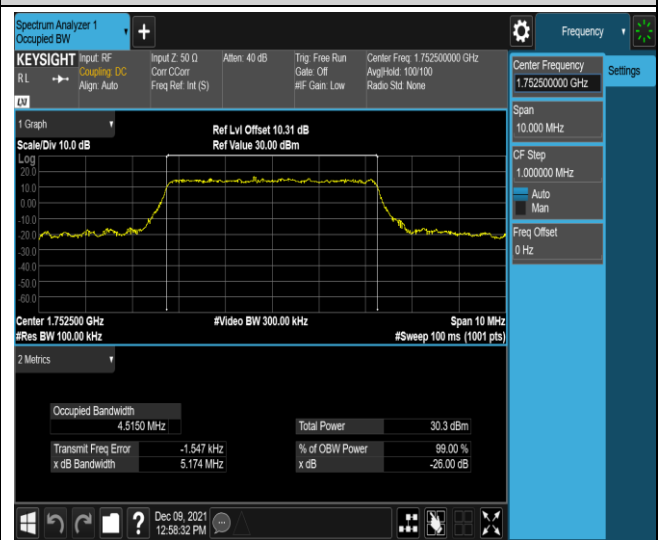 Spectrum Analyzer 1
Occupied BW
Frequency
KEYSIGHT Input: RF Input Z: 50 Ω Atten: 40 dB Trig: Free Run Center Freq: 1.752500000 GHz
RL Coupling: DC Corr CCorr Gate: Off Avg|Hold: 100/100
Align: Auto Freq Ref: Int (S) #IF Gain: Low Radio Std: None
LXI
Center Frequency
1.752500000 GHz
Settings
Span
10.000 MHz
CF Step
1.000000 MHz
Auto
Man
Freq Offset
0 Hz
1 Graph
Ref Lvl Offset 10.31 dB
Scale/Div 10.0 dB Ref Value 30.00 dBm
Log
20.0
10.0
0.00
-10.0
-20.0
-30.0
-40.0
-50.0
-60.0
Center 1.752500 GHz #Video BW 300.00 kHz Span 10 MHz
#Res BW 100.00 kHz #Sweep 100 ms (1001 pts)
2 Metrics
Occupied Bandwidth
4.5150 MHz Total Power 30.3 dBm
Transmit Freq Error -1.547 kHz % of OBW Power 99.00 %
x dB Bandwidth 5.174 MHz x dB -26.00 dB
Dec 09, 2021
12:58:32 PM